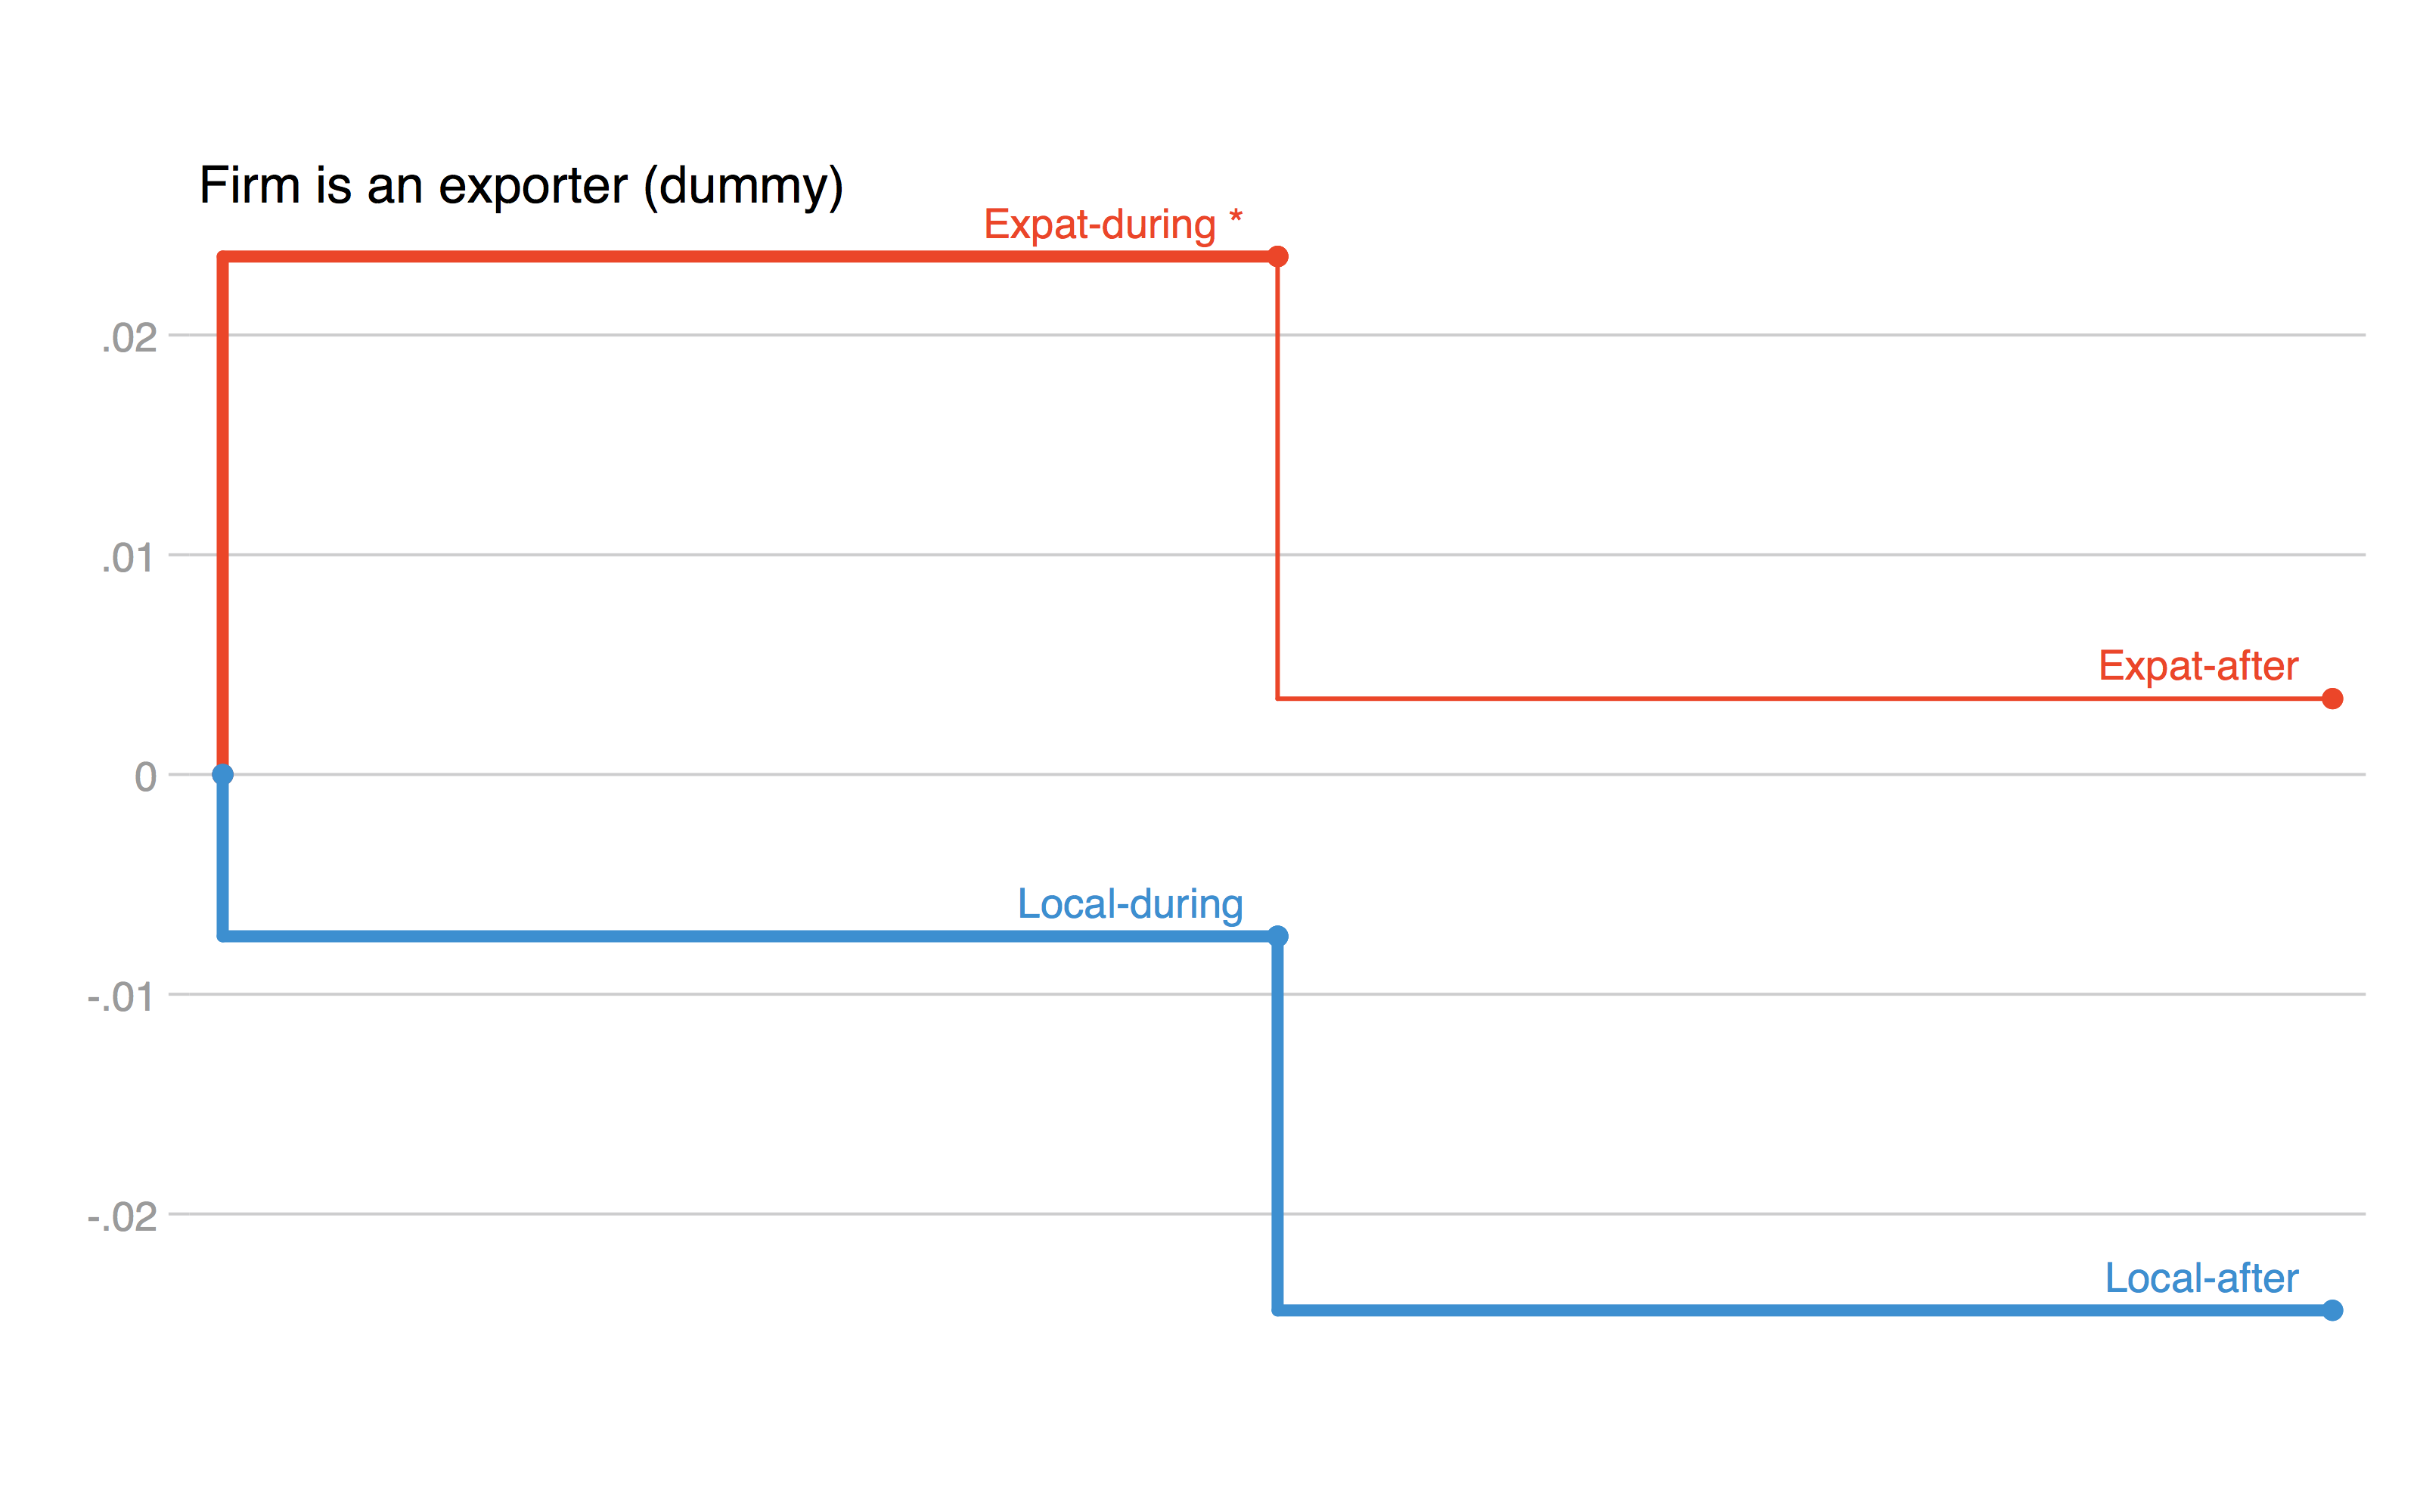 Firm is an exporter (dummy)
Expat-during *
.02
.01
Expat-after
0
Local-during
-.01
-.02
Local-after